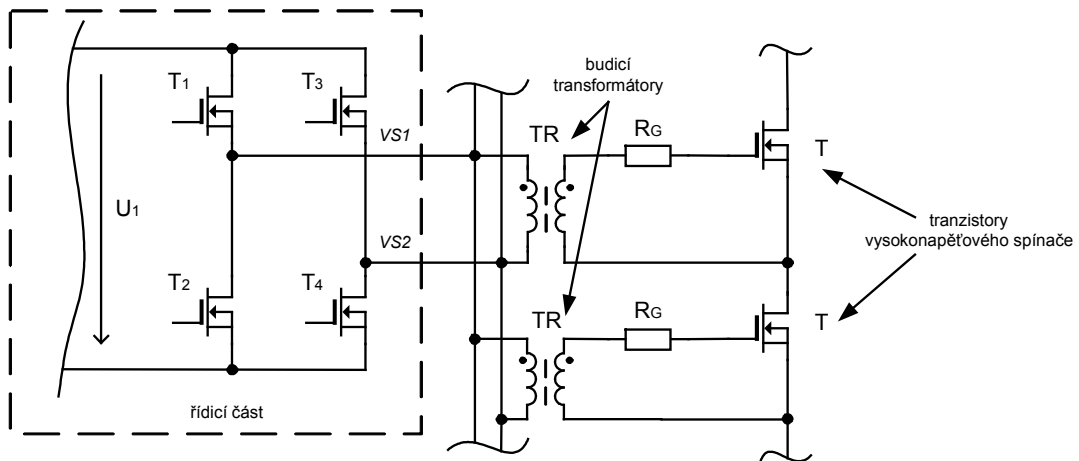 budicí
transformátory
T1
T3
VS1
TR
RG
T
U1
tranzistory
vysokonapěťového spínače
VS2
T2
T4
TR
RG
T
řídicí část